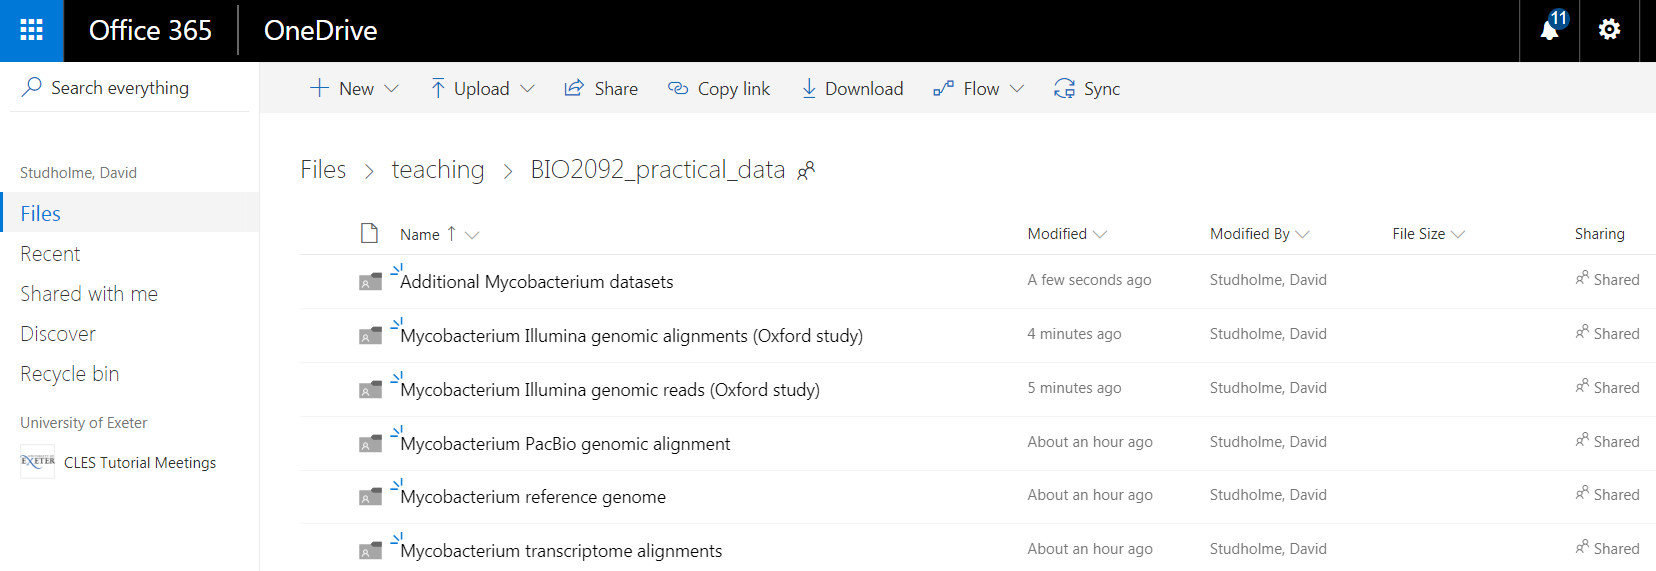 Office 365 OneDrive 11
Search everything
New Upload Share Copy link Download Flow Sync
Studholme, David
Files
Recent
Shared with me
Discover
Recycle bin
University of Exeter
EXETER CLES Tutorial Meetings
Files > teaching > BIO2092_practical_data
Name Modified Modified By File Size Sharing
Additional Mycobacterium datasets A few seconds ago Studholme, David Shared
Mycobacterium Illumina genomic alignments (Oxford study) 4 minutes ago Studholme, David Shared
Mycobacterium Illumina genomic reads (Oxford study) 5 minutes ago Studholme, David Shared
Mycobacterium PacBio genomic alignment About an hour ago Studholme, David Shared
Mycobacterium reference genome About an hour ago Studholme, David Shared
Mycobacterium transcriptome alignments About an hour ago Studholme, David Shared